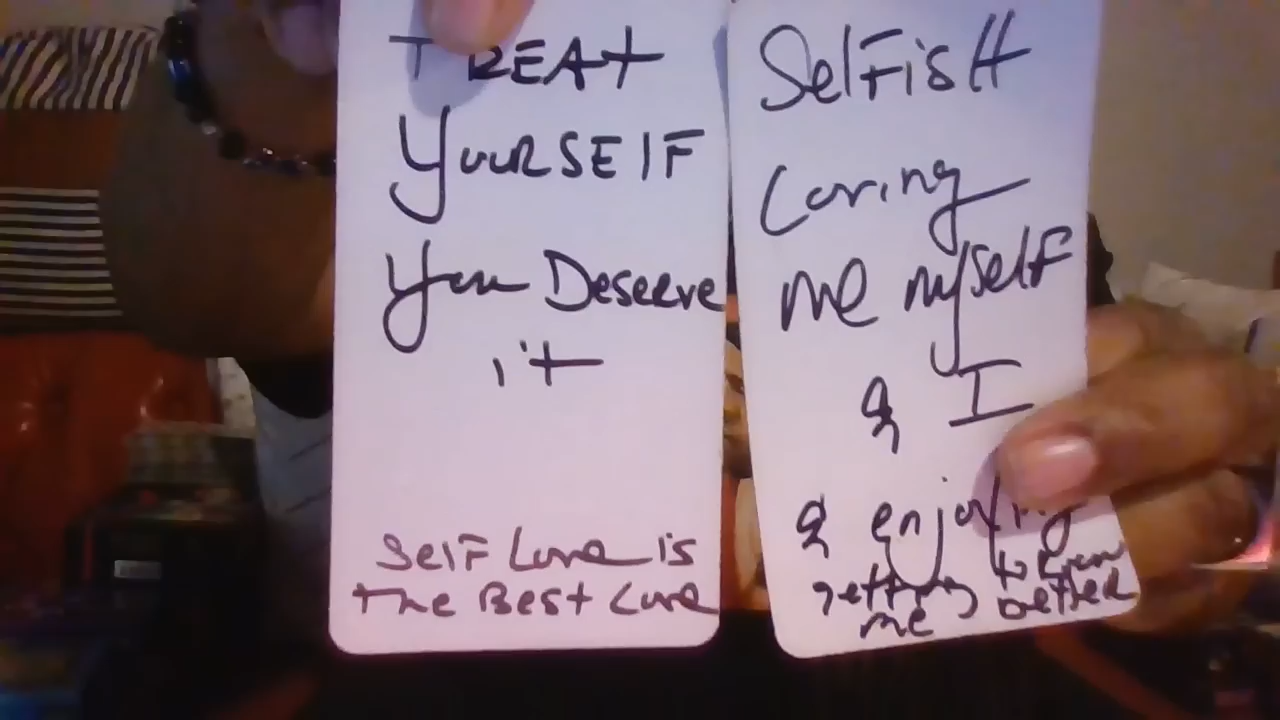 TREAT
YOURSELF
You Deserve
it
Self Love is
The Best Love
SelFisH
Loving
me myself
& I
& enjoying
getting to know
me better